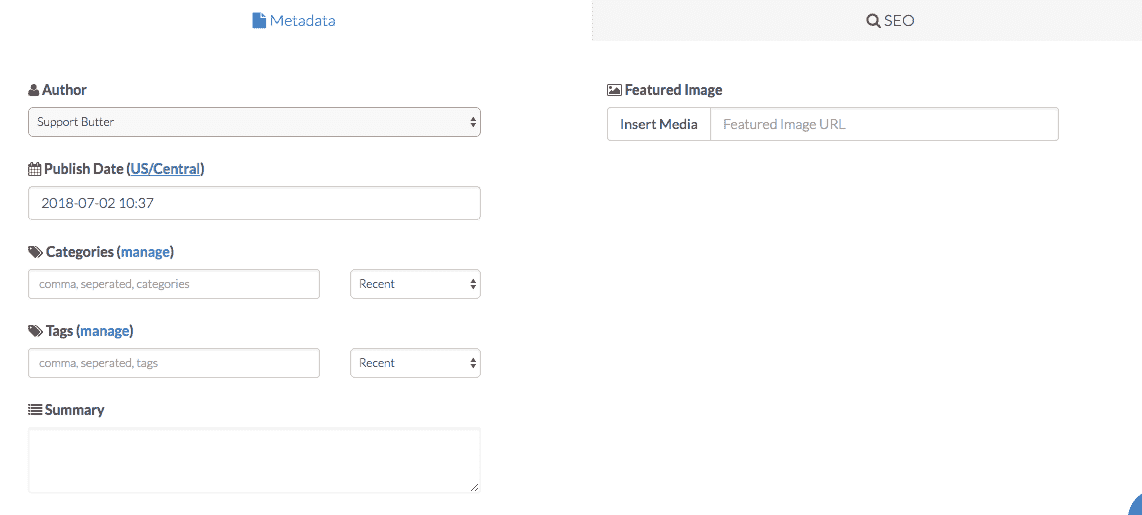 Metadata
SEO
Author
Support Butter
Publish Date (US/Central)
2018-07-02 10:37
Categories (manage)
comma, seperated, categories
Recent
Tags (manage)
comma, seperated, tags
Recent
Summary
Featured Image
Insert Media
Featured Image URL